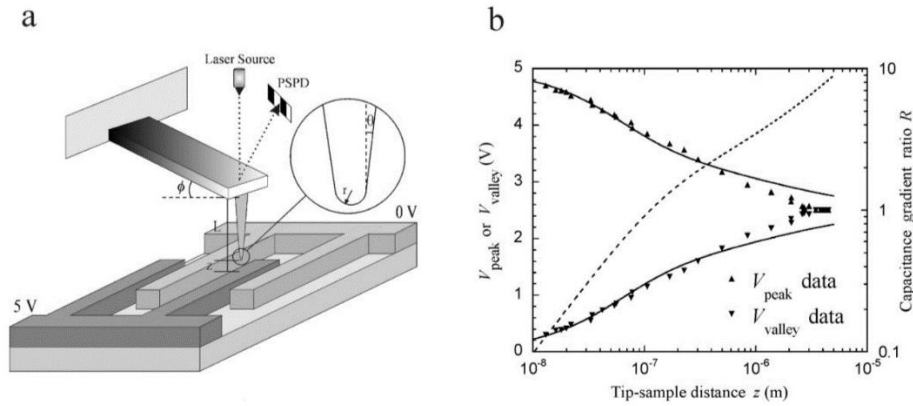 a
Laser Source
PSPD
θ
r
ϕ
L
z
0 V
5 V
b
V_peak or V_valley (V)
5
4
3
2
1
0
10
1
0.1
Capacitance gradient ratio R
V_peak data
V_valley data
10^-8
10^-7
10^-6
10^-5
Tip-sample distance z (m)